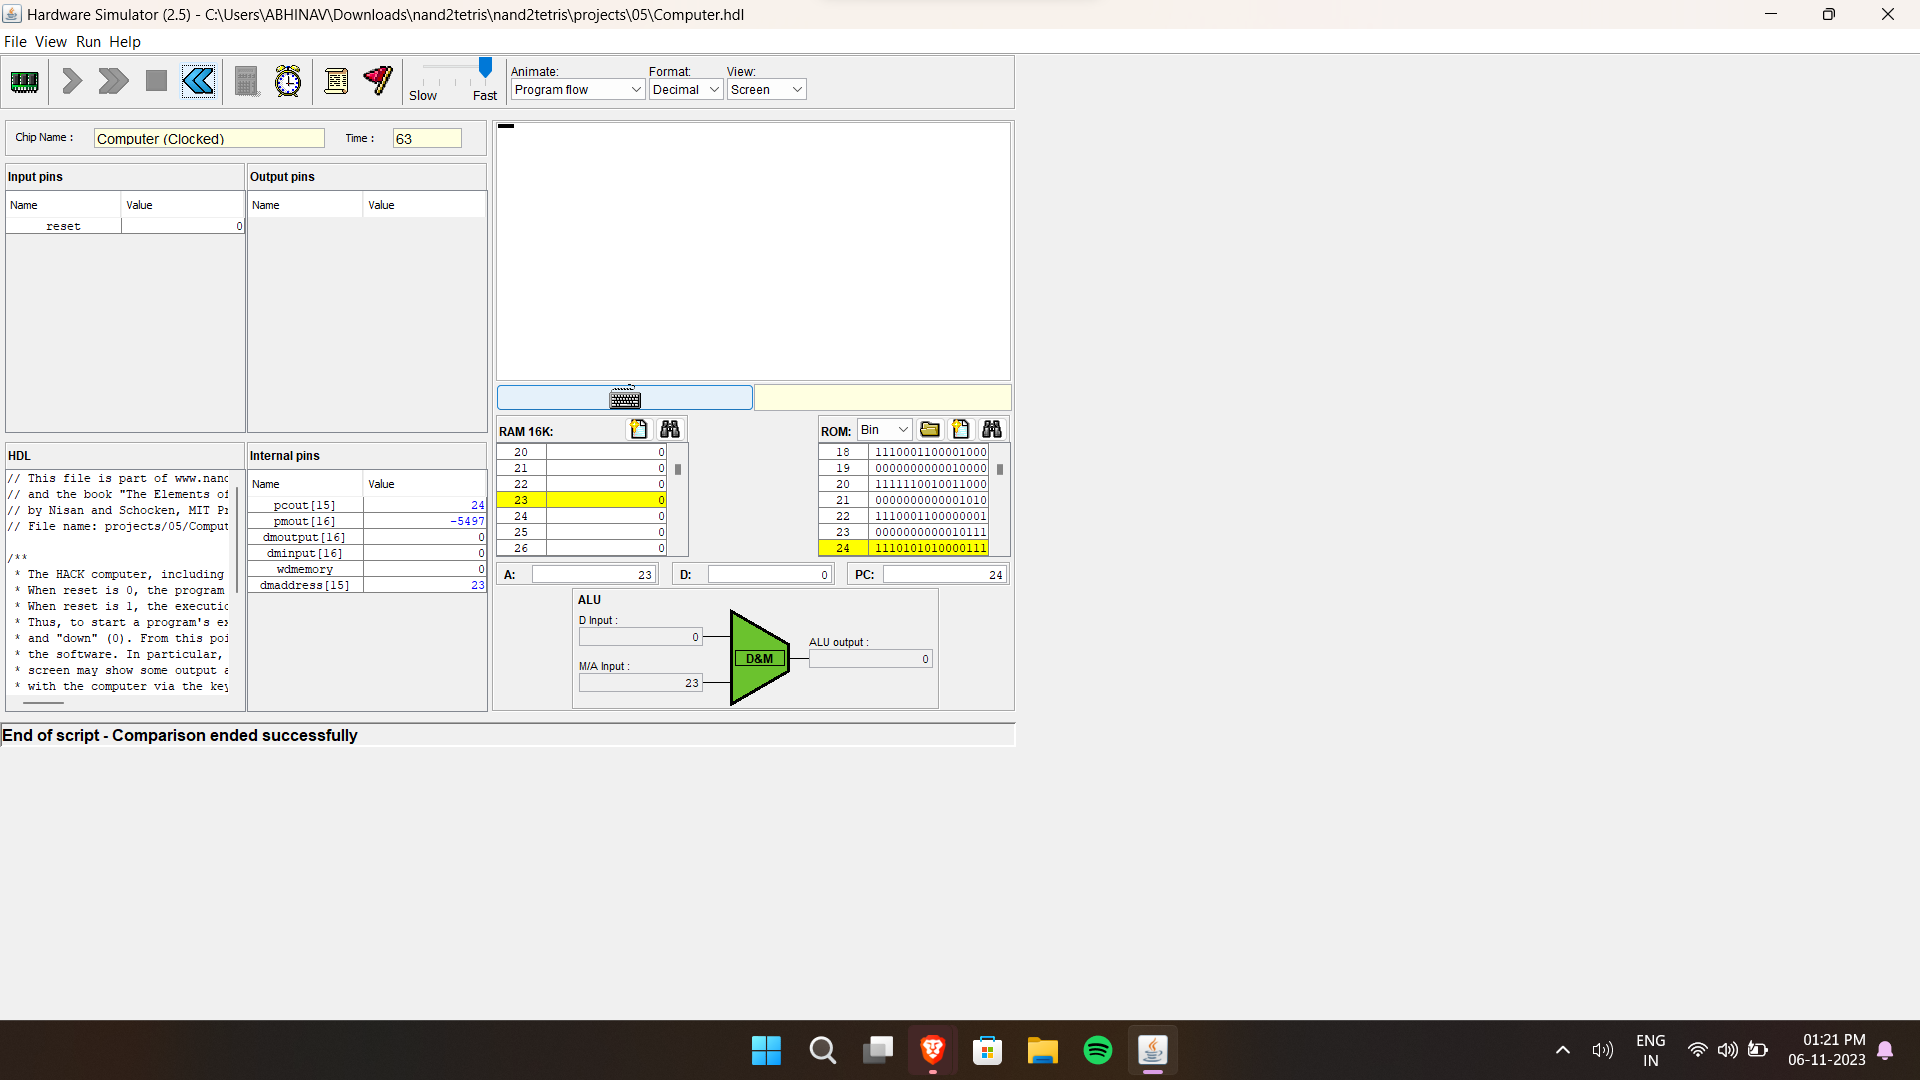 Hardware Simulator (2.5) - C:\Users\ABHINAV\Downloads\nand2tetris\nand2tetris\projects\05\Computer.hdl
File View Run Help
Slow Fast
Animate: Format: View:
Program flow Decimal Screen
Chip Name : Computer (Clocked) Time : 63
Input pins
Name Value
reset 0
Output pins
Name Value
HDL
// This file is part of www.nand
// and the book "The Elements of
// by Nisan and Schocken, MIT Pr
// File name: projects/05/Comput
/**
* The HACK computer, including
* When reset is 0, the program
* When reset is 1, the executio
* Thus, to start a program's ex
* and "down" (0). From this poi
* the software. In particular,
* screen may show some output a
* with the computer via the key
Internal pins
Name Value
pcout[15] 24
pmout[16] -5497
dmoutput[16] 0
dminput[16] 0
wdmemory 0
dmaddress[15] 23
RAM 16K:
20 0
21 0
22 0
23 0
24 0
25 0
26 0
ROM: Bin
18 1110001100001000
19 0000000000010000
20 1111110010011000
21 0000000000001010
22 1110001100000001
23 0000000000010111
24 1110101010000111
A: 23 D: 0 PC: 24
ALU
D Input :
0
M/A Input :
23
D&M
ALU output :
0
End of script - Comparison ended successfully
ENG
IN
01:21 PM
06-11-2023